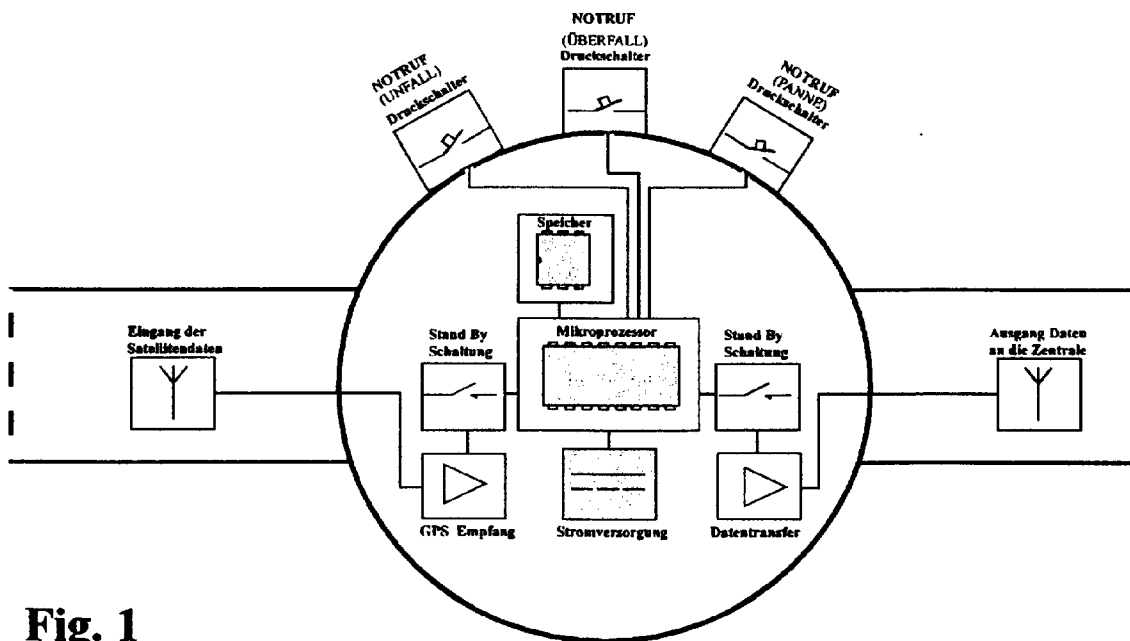 NOTRUF
(ÜBERFALL)
Druckschalter
NOTRUF
(UNFALL)
Druckschalter
NOTRUF
(PANNE)
Druckschalter
Speicher
Mikroprozessor
Eingang der
Satellitendaten
Stand By
Schaltung
Stand By
Schaltung
Ausgang Daten
an die Zentrale
GPS Empfang
Stromversorgung
Datentransfer
Fig. 1